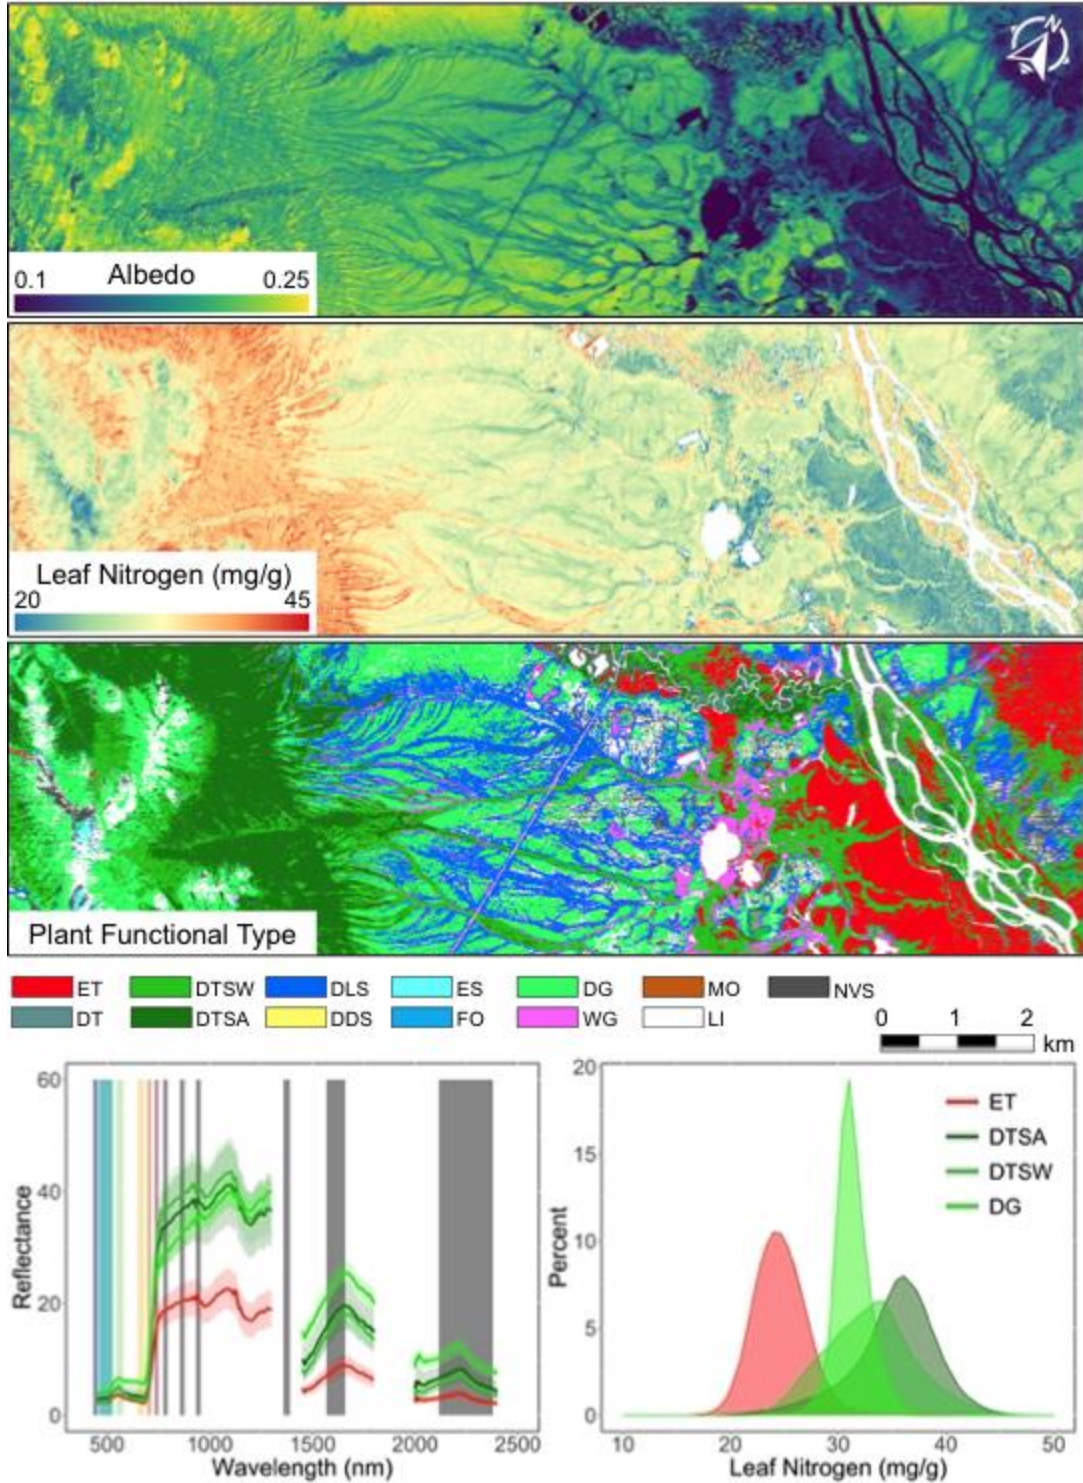 N
Albedo
0.1 0.25
Leaf Nitrogen (mg/g)
20 45
Plant Functional Type
ET DTSW DLS ES DG MO NVS
DT DTSA DDS FO WG LI
0 1 2
km
60
40
20
0
Reflectance
500 1000 1500 2000 2500
Wavelength (nm)
20
15
10
5
0
Percent
ET
DTSA
DTSW
DG
10 20 30 40 50
Leaf Nitrogen (mg/g)